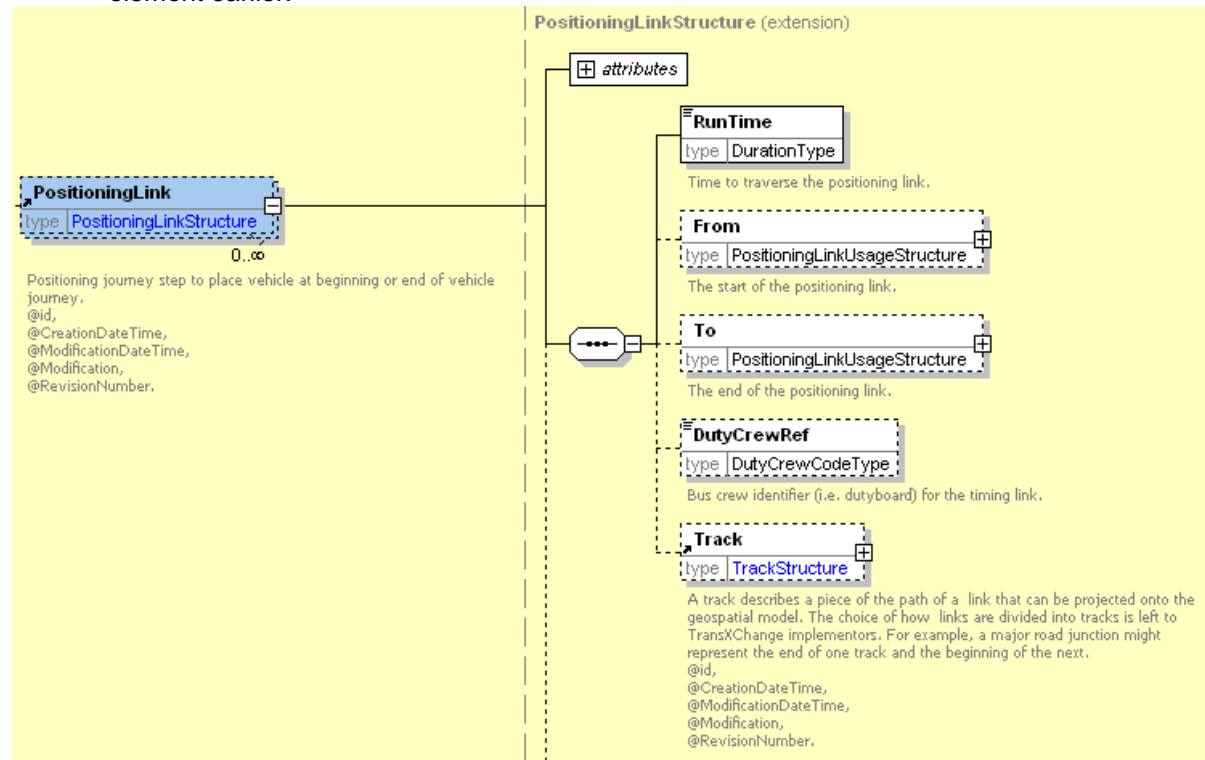 element earlier.
PositioningLinkStructure (extension)
attributes
RunTime
type DurationType
Time to traverse the positioning link.
PositioningLink
type PositioningLinkStructure
0..∞
Positioning journey step to place vehicle at beginning or end of vehicle
journey.
@id,
@CreationDateTime,
@ModificationDateTime,
@Modification,
@RevisionNumber.
From
type PositioningLinkUsageStructure
The start of the positioning link.
To
type PositioningLinkUsageStructure
The end of the positioning link.
DutyCrewRef
type DutyCrewCodeType
Bus crew identifier (i.e. dutyboard) for the timing link.
Track
type TrackStructure
A track describes a piece of the path of a link that can be projected onto the
geospatial model. The choice of how links are divided into tracks is left to
TransXChange implementors. For example, a major road junction might
represent the end of one track and the beginning of the next.
@id,
@CreationDateTime,
@ModificationDateTime,
@Modification,
@RevisionNumber.